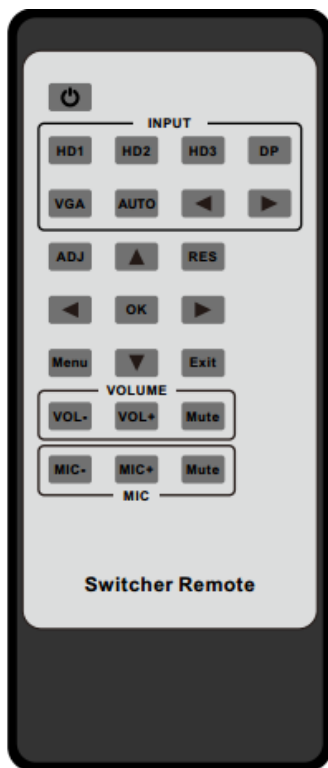 INPUT
HD1 HD2 HD3 DP
VGA AUTO
ADJ RES
OK
Menu Exit
VOLUME
VOL- VOL+ Mute
MIC- MIC+ Mute
MIC
Switcher Remote